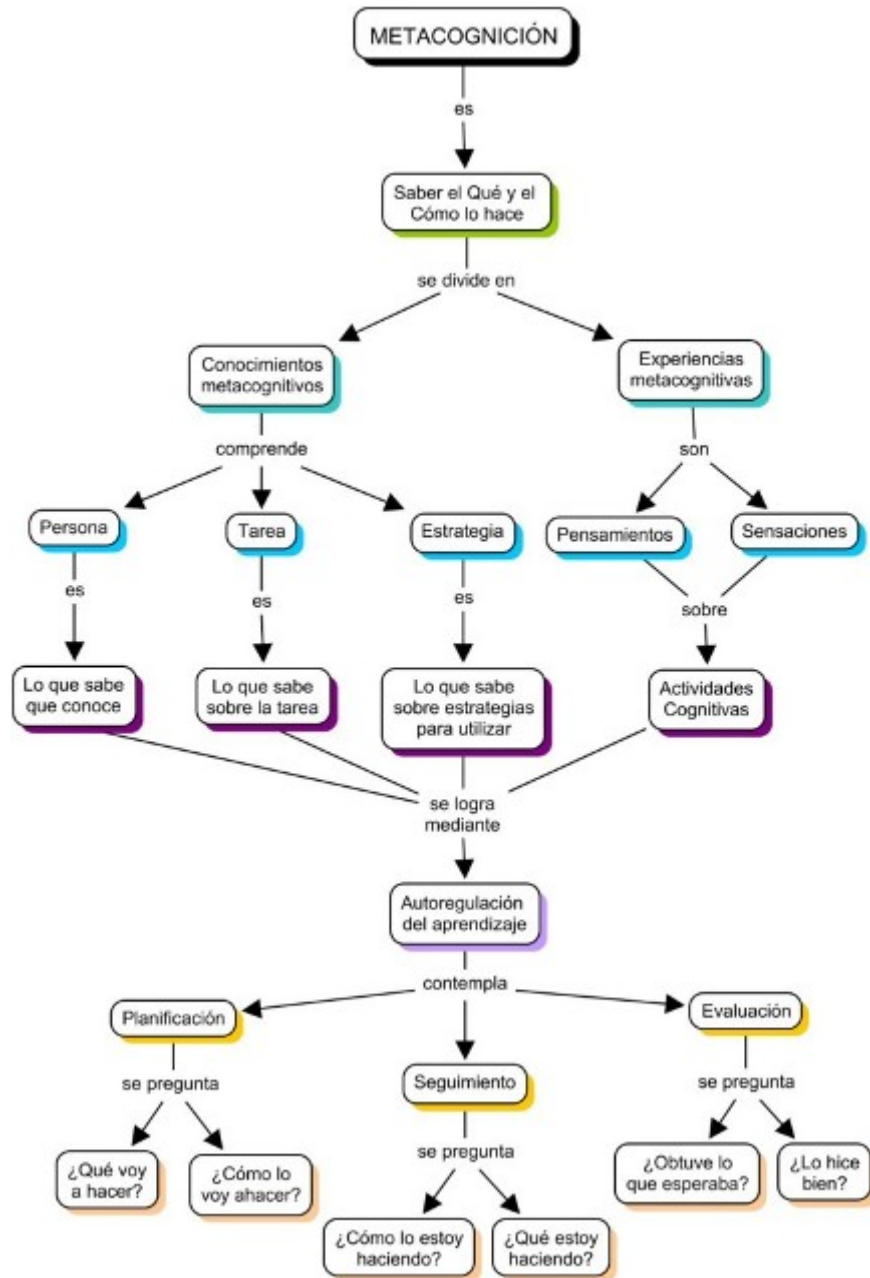 METACOGNICIÓN
es
Saber el Qué y el
Cómo lo hace
se divide en
Conocimientos
metacognitivos
Experiencias
metacognitivas
comprende
son
Persona
Tarea
Estrategia
Pensamientos
Sensaciones
es
es
es
sobre
Lo que sabe
que conoce
Lo que sabe
sobre la tarea
Lo que sabe
sobre estrategias
para utilizar
Actividades
Cognitivas
se logra
mediante
Autoregulación
del aprendizaje
contempla
Planificación
Seguimiento
Evaluación
se pregunta
se pregunta
se pregunta
¿Qué voy
a hacer?
¿Cómo lo
voy ahacer?
¿Cómo lo estoy
haciendo?
¿Qué estoy
haciendo?
¿Obtuve lo
que esperaba?
¿Lo hice
bien?